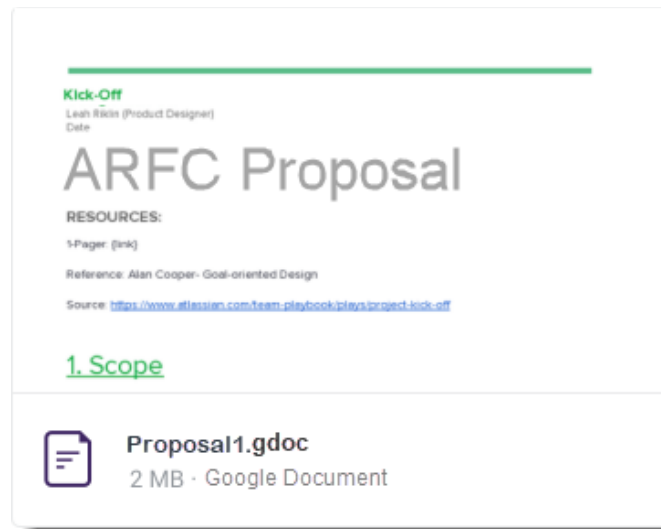 Kick-Off
Leah Rikin (Product Designer)
Date
ARFC Proposal
RESOURCES:
1-Pager: {link}
Reference: Alan Cooper- Goal-oriented Design
Source: https://www.atlassian.com/team-playbook/plays/project-kick-off
1. Scope
Proposal1.gdoc
2 MB · Google Document